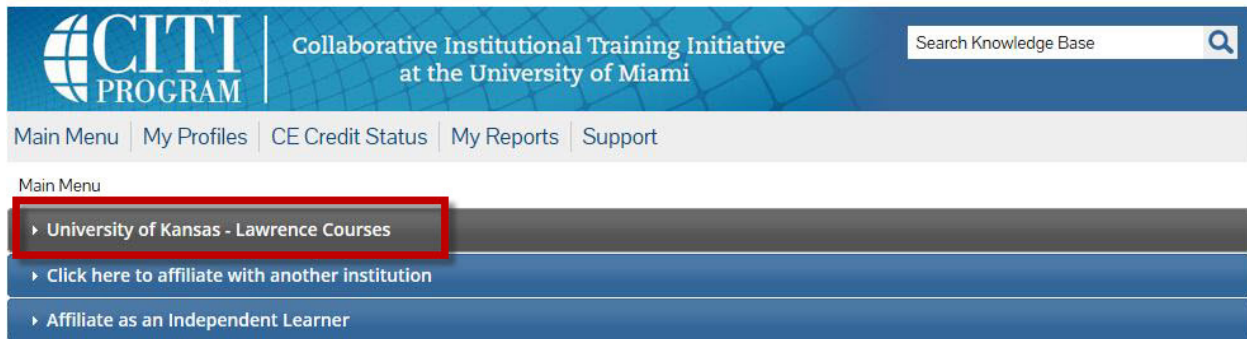 CITI
PROGRAM
Collaborative Institutional Training Initiative
at the University of Miami
Search Knowledge Base
Main Menu My Profiles CE Credit Status My Reports Support
Main Menu
University of Kansas - Lawrence Courses
Click here to affiliate with another institution
Affiliate as an Independent Learner